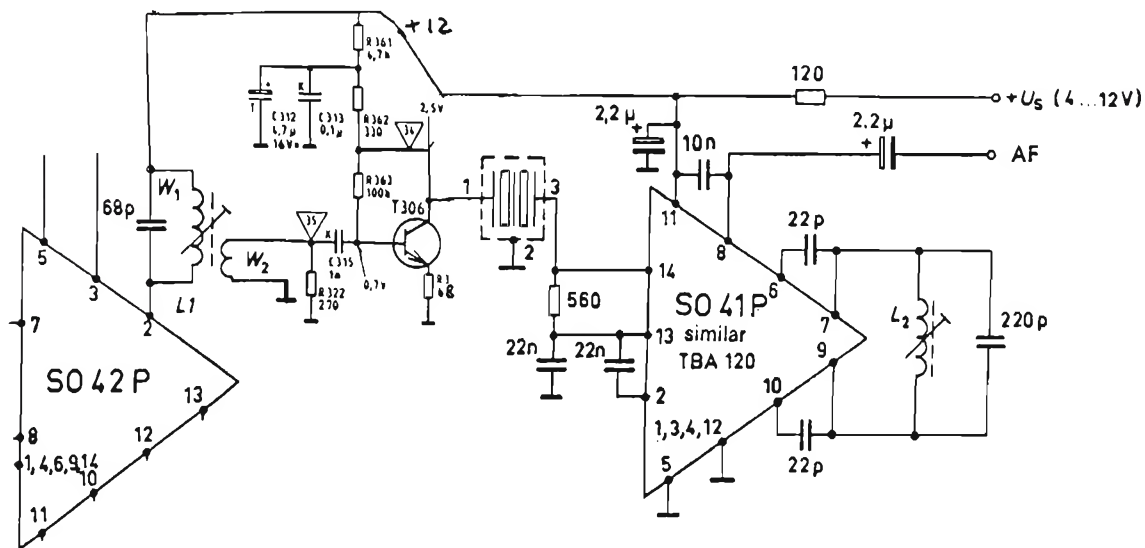 +12
R361
4,7k
120
+Us (4...12V)
2,5V
C312
4,7µ
16V
C313
0,1µ
R362
330
34
2,2µ
10n
2,2µ
AF
R363
100k
T306
1
3
2
11
8
W1
68p
5
3
2
L1
W2
35
C315
1n
0,7V
R322
270
R3
68
14
560
13
22n
22n
2
SO 41P
similar
TBA 120
22p
6
7
L2
220p
9
10
22p
1,3,4,12
5
7
SO 42 P
8
13
12
1,4,6,9,14
10
11